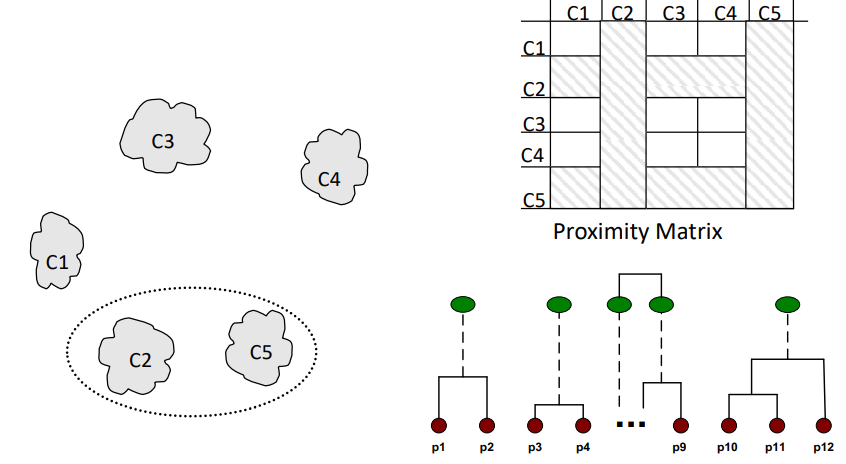 C3
C4
C1
C2
C5
C1 C2 C3 C4 C5
C1
C2
C3
C4
C5
Proximity Matrix
...
p1 p2 p3 p4 p9 p10 p11 p12